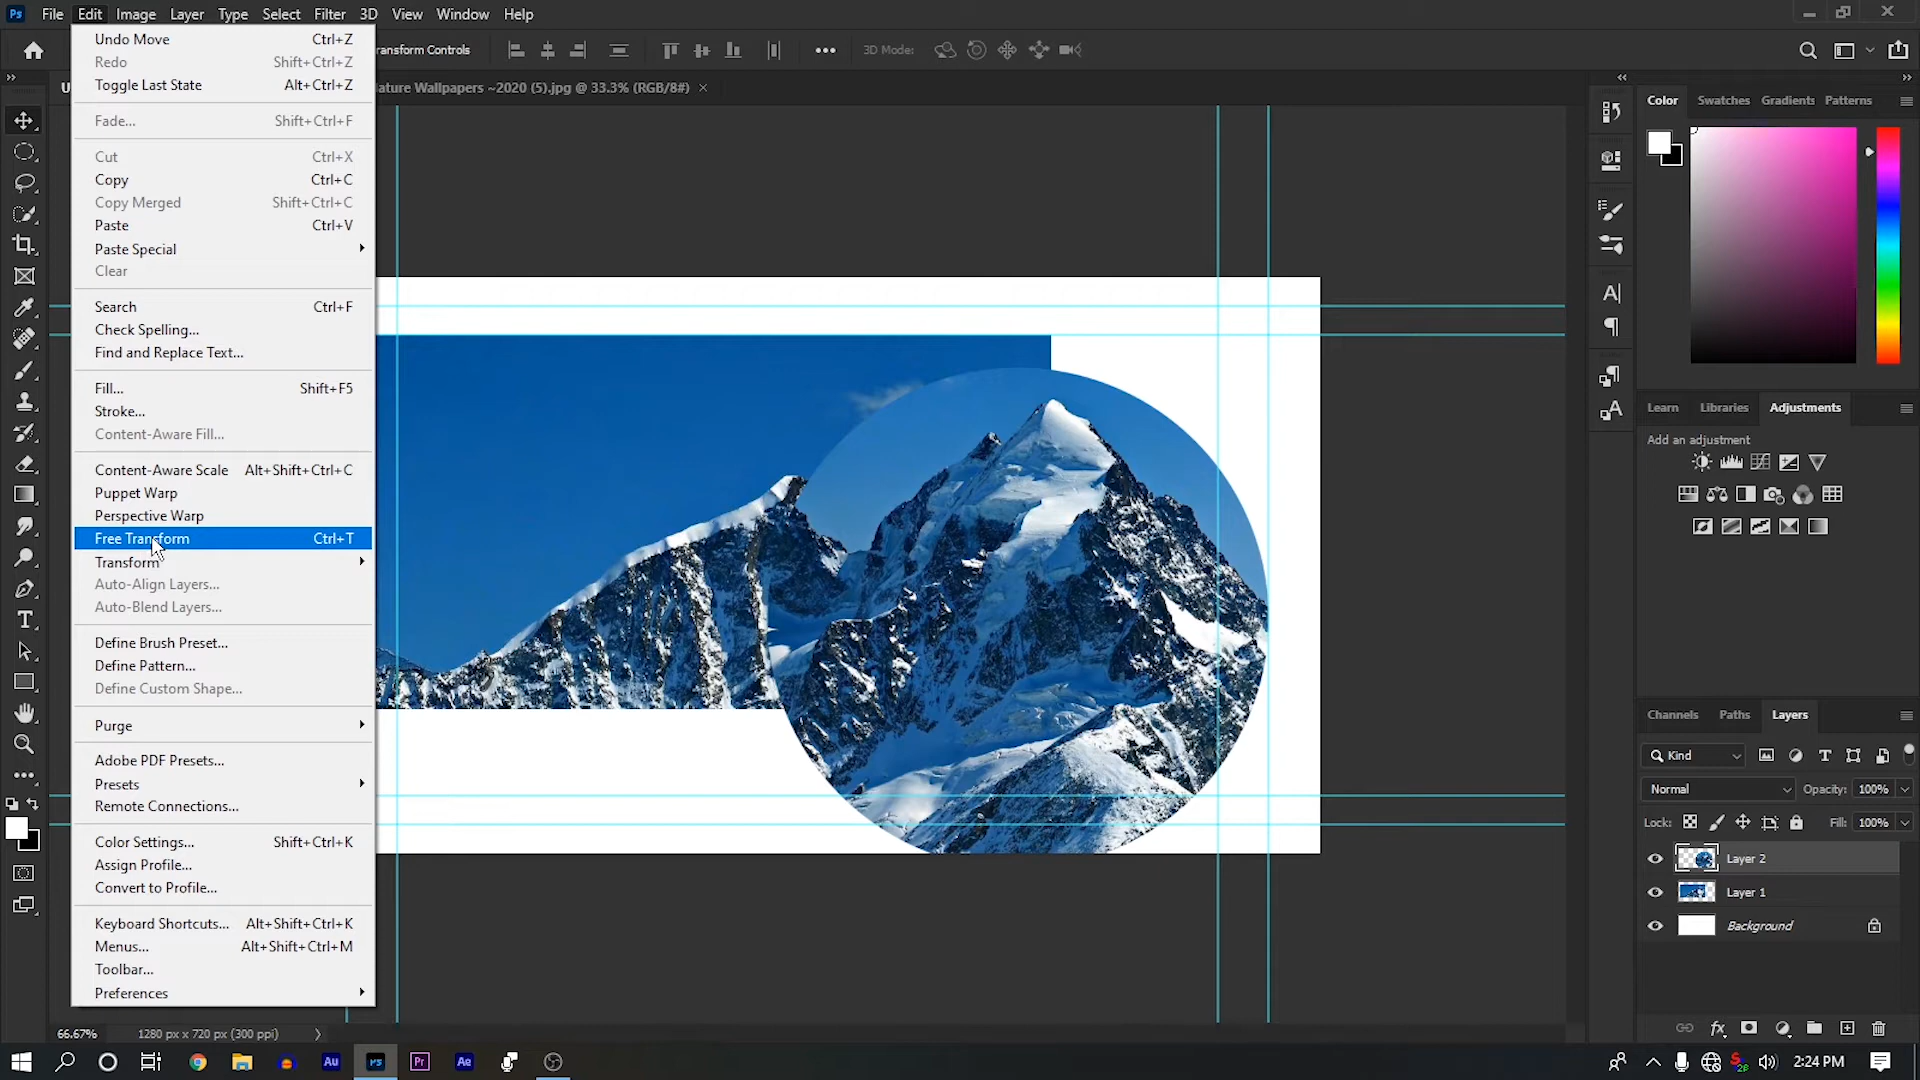 Ps File Edit Image Layer Type Select Filter 3D View Window Help
ransform Controls 3D Mode:
ature Wallpapers ~2020 (5).jpg @ 33.3% (RGB/8#) ×
Undo Move Ctrl+Z
Redo Shift+Ctrl+Z
Toggle Last State Alt+Ctrl+Z
Fade... Shift+Ctrl+F
Cut Ctrl+X
Copy Ctrl+C
Copy Merged Shift+Ctrl+C
Paste Ctrl+V
Paste Special
Clear
Search Ctrl+F
Check Spelling...
Find and Replace Text...
Fill... Shift+F5
Stroke...
Content-Aware Fill...
Content-Aware Scale Alt+Shift+Ctrl+C
Puppet Warp
Perspective Warp
Free Transform Ctrl+T
Transform
Auto-Align Layers...
Auto-Blend Layers...
Define Brush Preset...
Define Pattern...
Define Custom Shape...
Purge
Adobe PDF Presets...
Presets
Remote Connections...
Color Settings... Shift+Ctrl+K
Assign Profile...
Convert to Profile...
Keyboard Shortcuts... Alt+Shift+Ctrl+K
Menus... Alt+Shift+Ctrl+M
Toolbar...
Preferences
Color Swatches Gradients Patterns
Learn Libraries Adjustments
Add an adjustment
Channels Paths Layers
Kind
Normal Opacity: 100%
Lock: Fill: 100%
Layer 2
Layer 1
Background
fx
66.67% 1280 px x 720 px (300 ppi)
Au Ps Pr Ae 2:24 PM